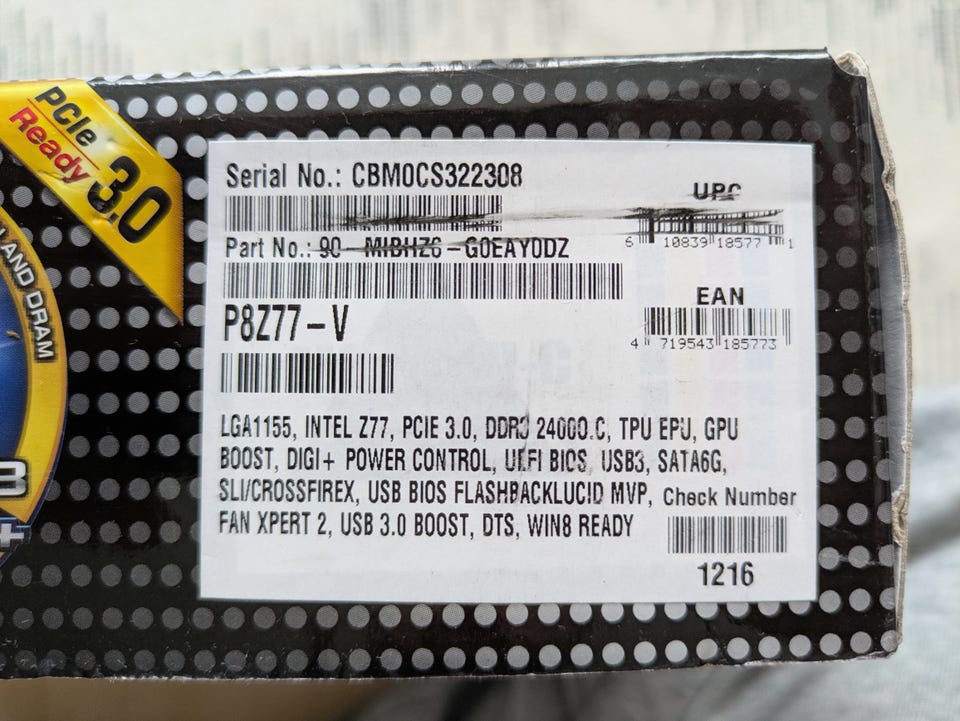 PCIe
Ready 3.0
AND DRAM
3
+
Serial No.: CBM0CS322308
UPC
6 10839 18577 1
Part No.: 90-MIBHZ6-G0EAY0DZ
EAN
4 719543 185773
P8Z77-V
LGA1155, INTEL Z77, PCIE 3.0, DDR3 2400O.C, TPU EPU, GPU
BOOST, DIGI+ POWER CONTROL, UEFI BIOS, USB3, SATA6G,
SLI/CROSSFIREX, USB BIOS FLASHBACKLUCID MVP,
FAN XPERT 2, USB 3.0 BOOST, DTS, WIN8 READY
Check Number
1216